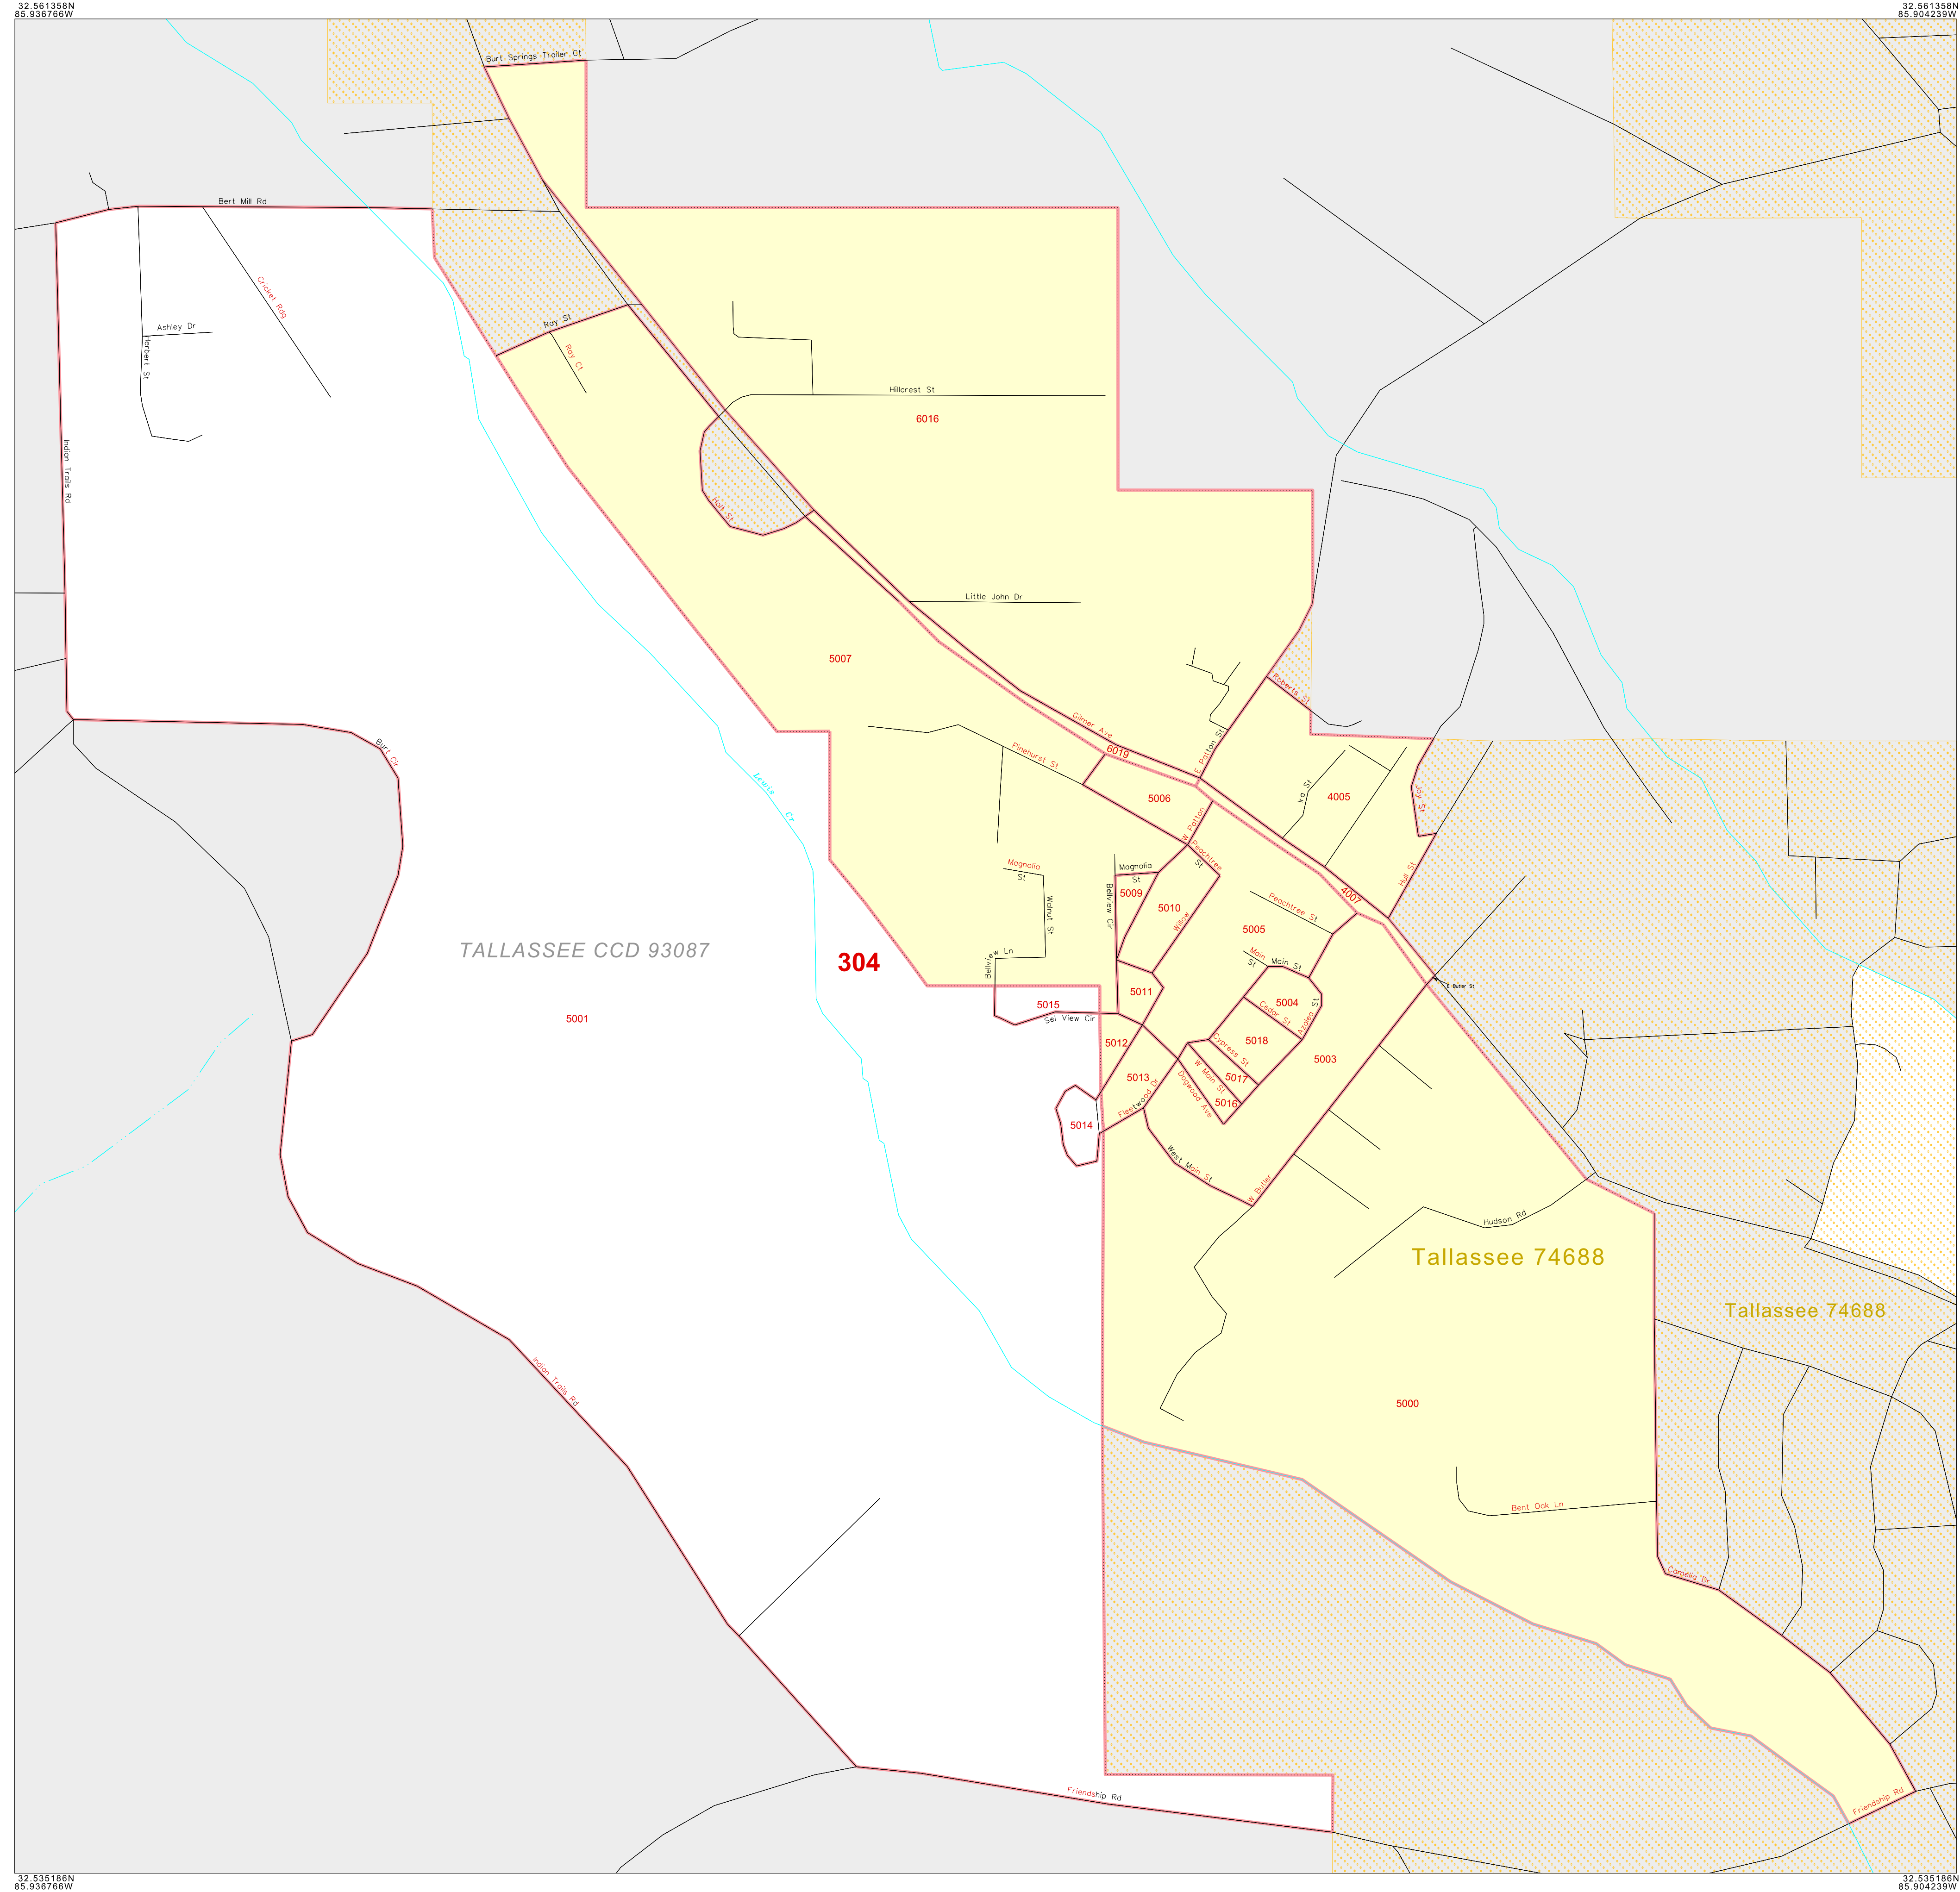 32.561358N
85.936766W
32.561358N
85.904239W
Burt Springs Trailer Ct
Bert Mill Rd
Cricket Rdg
Ashley Dr
Herbert St
Ray St
Ray Ct
Hillcrest St
6016
Indian Trails Rd
Holt St
Little John Dr
5007
Roberts St
Gilmer Ave
E Patton St
6019
Pinehurst St
Burt Cir
5006
Ira St
4005
Joy St
W Patton
Peachtree
St
Magnolia
St
Magnolia
St
Hull St
4007
5009
Bellview Cir
5010
Willow
Peachtree St
Walnut St
5005
TALLASSEE CCD 93087
304
Bellview Ln
Main
St
Main St
E Butler St
5011
5004
5015
Sel View Cir
Cedar St
Azalea St
5001
5012
Cypress St
5018
5003
5013
W Main St
5017
Dogwood Ave
5016
Fleetwood Dr
5014
West Main St
W Butler
Hudson Rd
Tallassee 74688
Tallassee 74688
Indian Trails Rd
5000
Bent Oak Ln
Camelia Dr
Friendship Rd
Friendship Rd
32.535186N
85.936766W
32.535186N
85.904239W